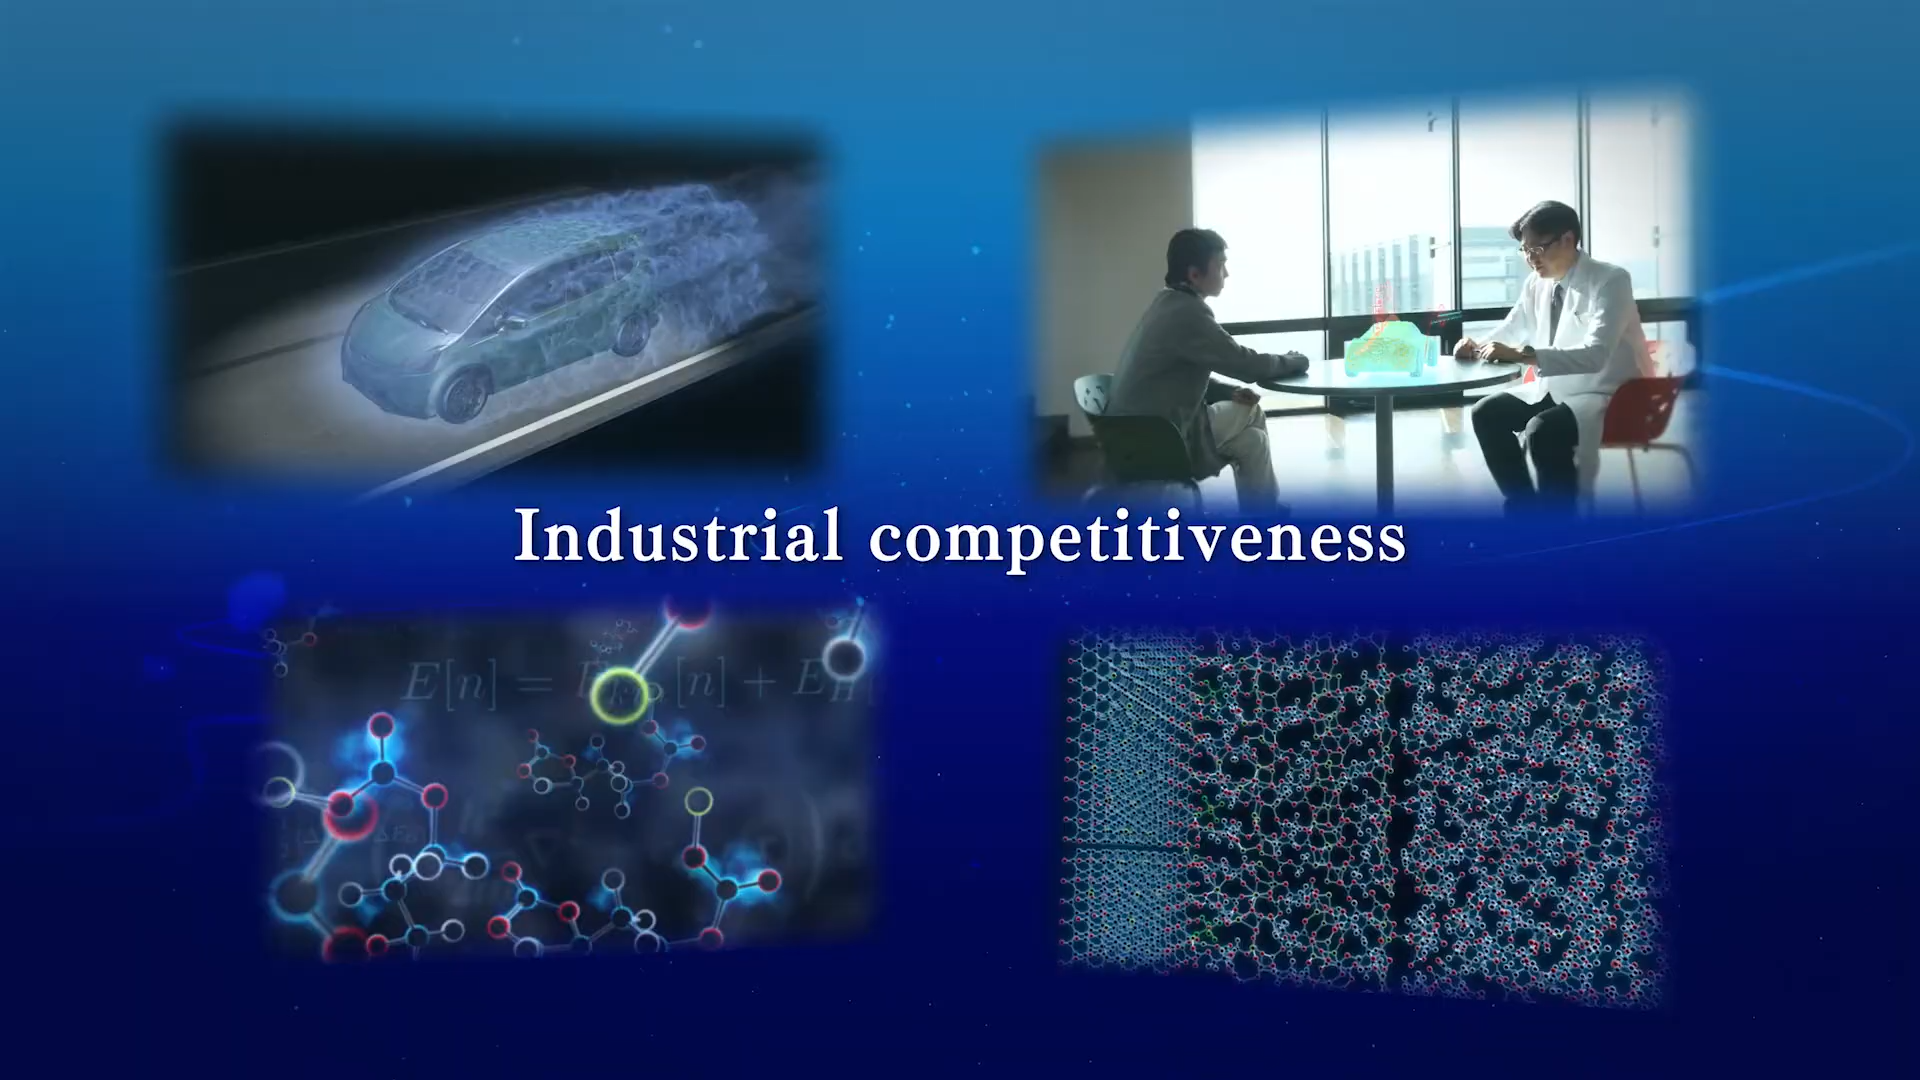 Industrial competitiveness
E[n] =
[n] + E